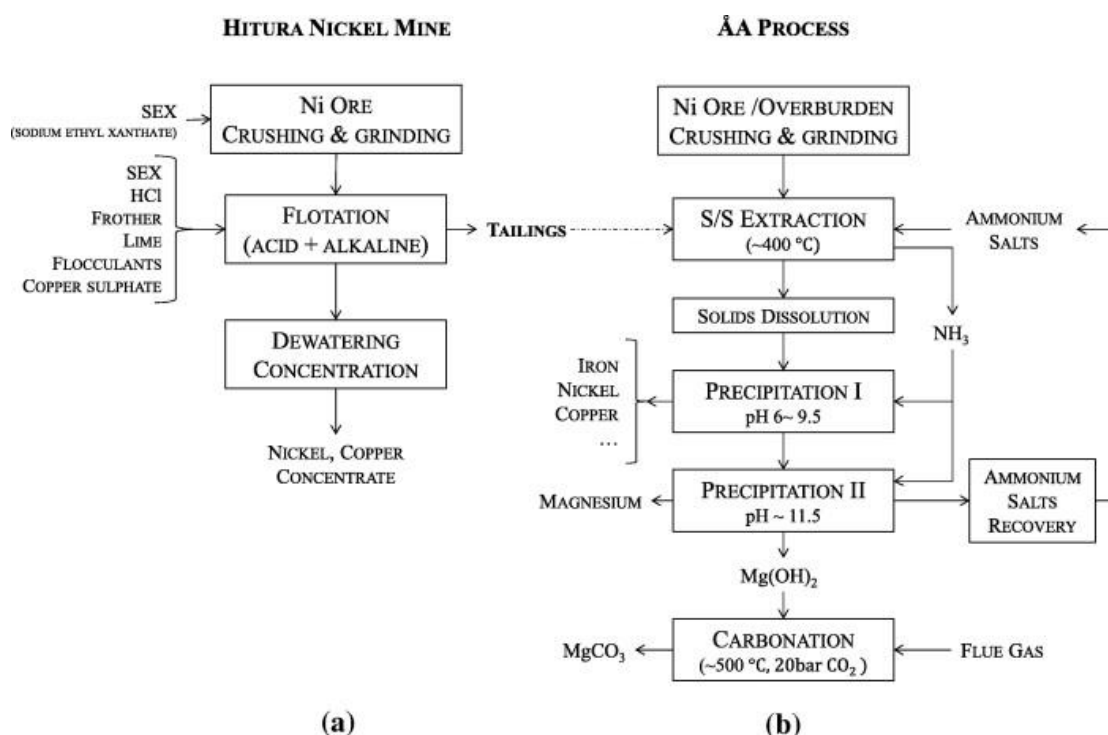 HITURA NICKEL MINE
SEX
(SODIUM ETHYL XANTHATE)
NI ORE
CRUSHING & GRINDING
SEX
HCl
FROTHER
LIME
FLOCCULANTS
COPPER SULPHATE
FLOTATION
(ACID + ALKALINE)
TAILINGS
DEWATERING
CONCENTRATION
NICKEL, COPPER
CONCENTRATE
(a)
ÅA PROCESS
NI ORE /OVERBURDEN
CRUSHING & GRINDING
S/S EXTRACTION
(~400 °C)
AMMONIUM
SALTS
SOLIDS DISSOLUTION
NH₃
IRON
NICKEL
COPPER
…
PRECIPITATION I
pH 6~ 9.5
MAGNESIUM
PRECIPITATION II
pH ~ 11.5
AMMONIUM
SALTS
RECOVERY
Mg(OH)₂
MgCO₃
CARBONATION
(~500 °C, 20bar CO₂ )
FLUE GAS
(b)